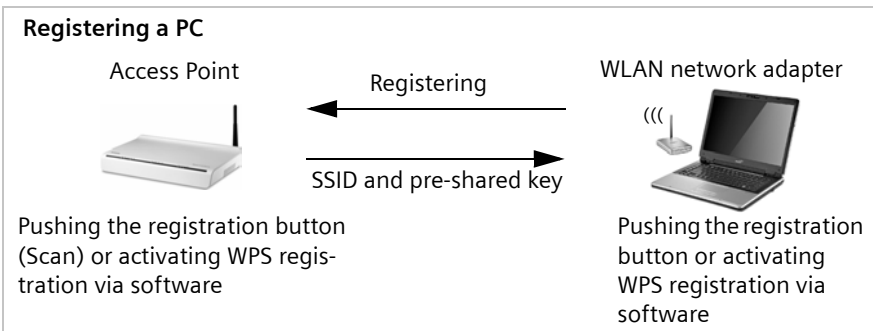 Registering a PC
Access Point
Registering
WLAN network adapter
(((
SSID and pre-shared key
Pushing the registration button
(Scan) or activating WPS regis-
tration via software
Pushing the registration
button or activating
WPS registration via
software